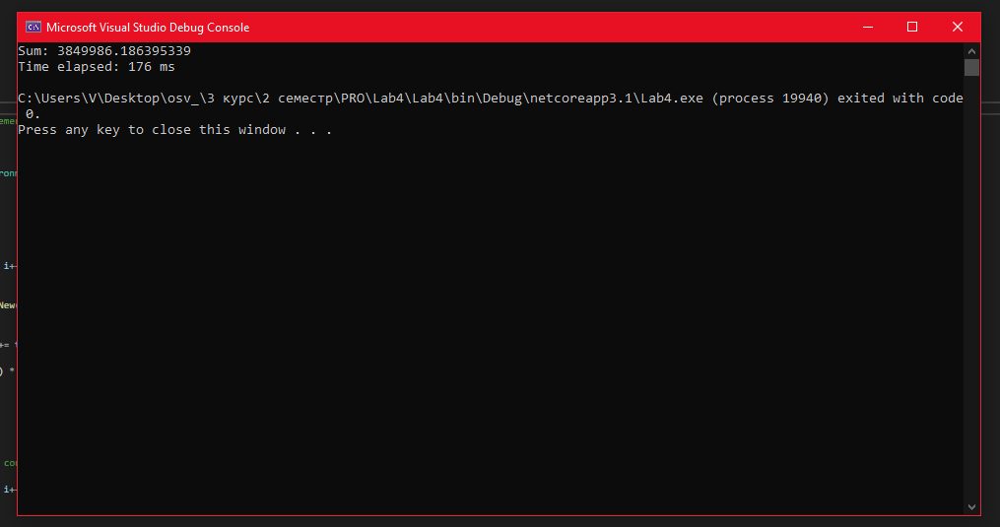 Microsoft Visual Studio Debug Console
Sum: 3849986.186395339
Time elapsed: 176 ms
C:\Users\V\Desktop\osv_\3 курс\2 семестр\PRO\Lab4\Lab4\bin\Debug\netcoreapp3.1\Lab4.exe (process 19940) exited with code
0.
Press any key to close this window . . .
i+
New
+=
) *
i+